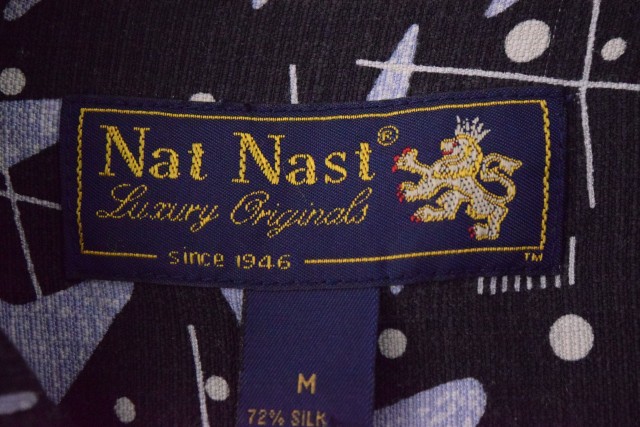 Nat Nast®
Luxury Originals
since 1946
TM
M
72% SILK